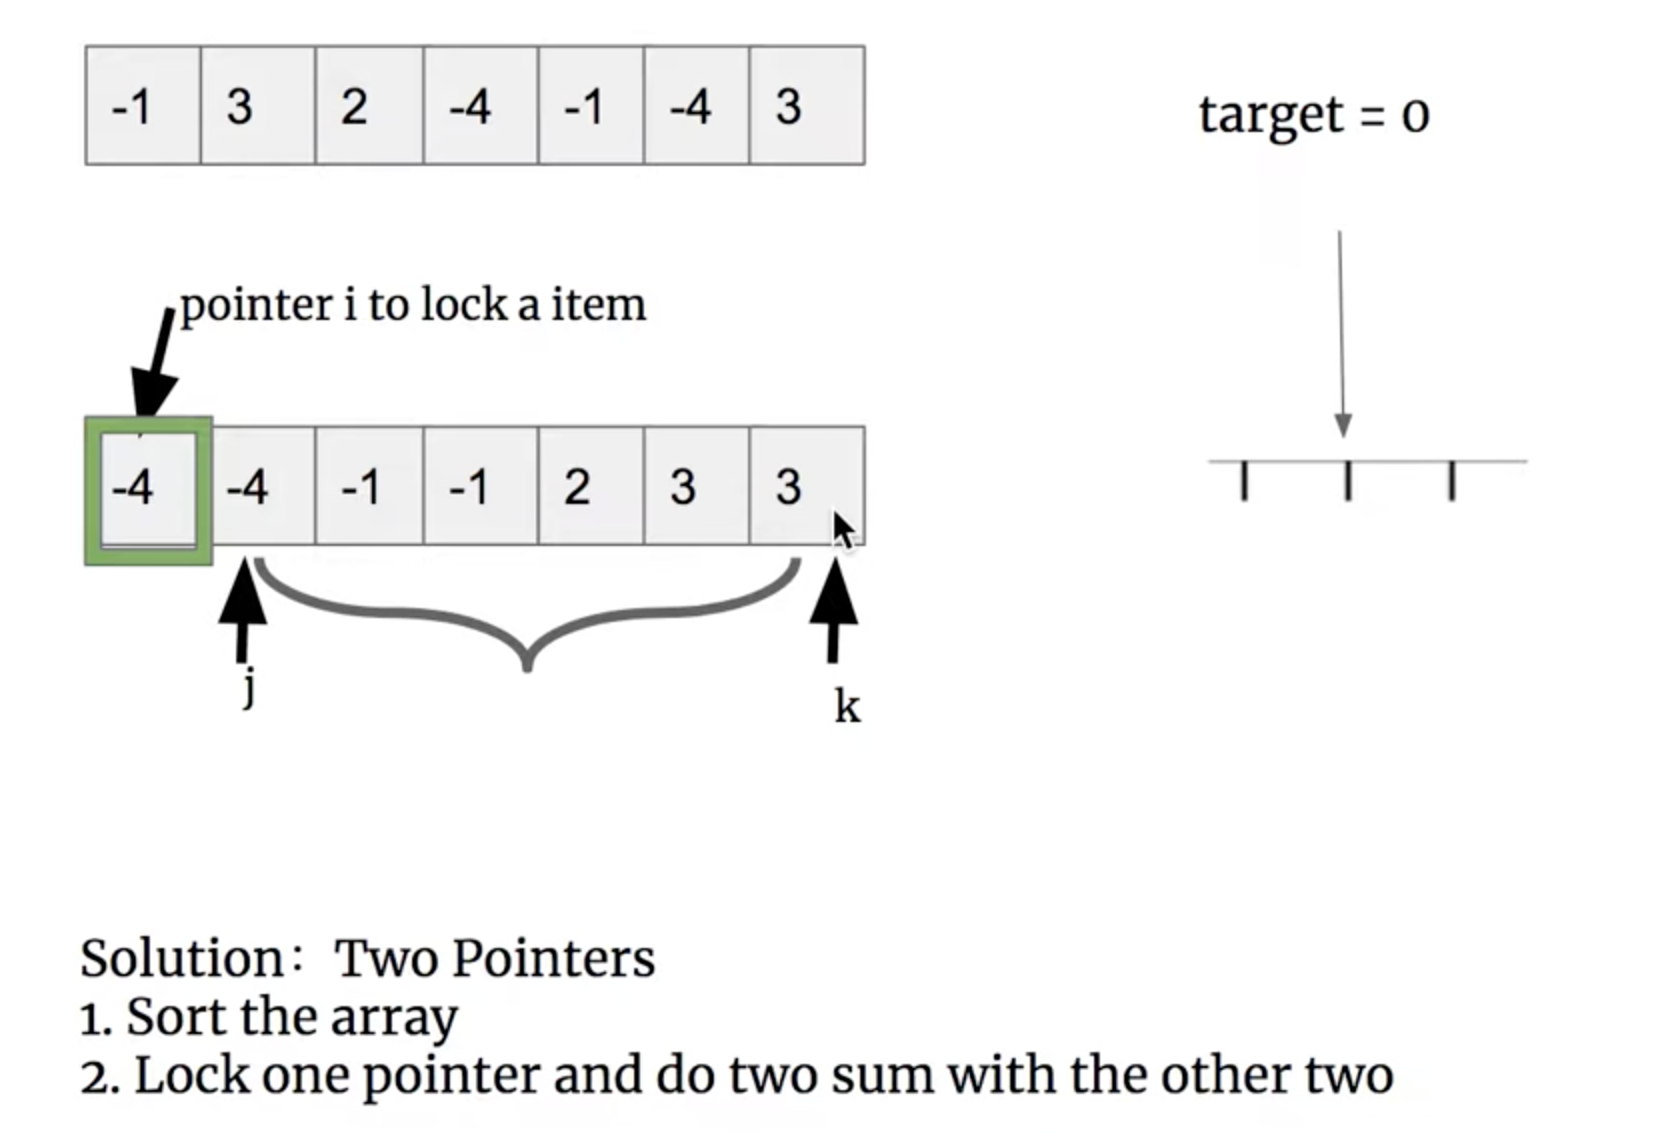 -1 3 2 -4 -1 -4 3
target = 0
pointer i to lock a item
-4 -4 -1 -1 2 3 3
j
k
Solution： Two Pointers
1. Sort the array
2. Lock one pointer and do two sum with the other two